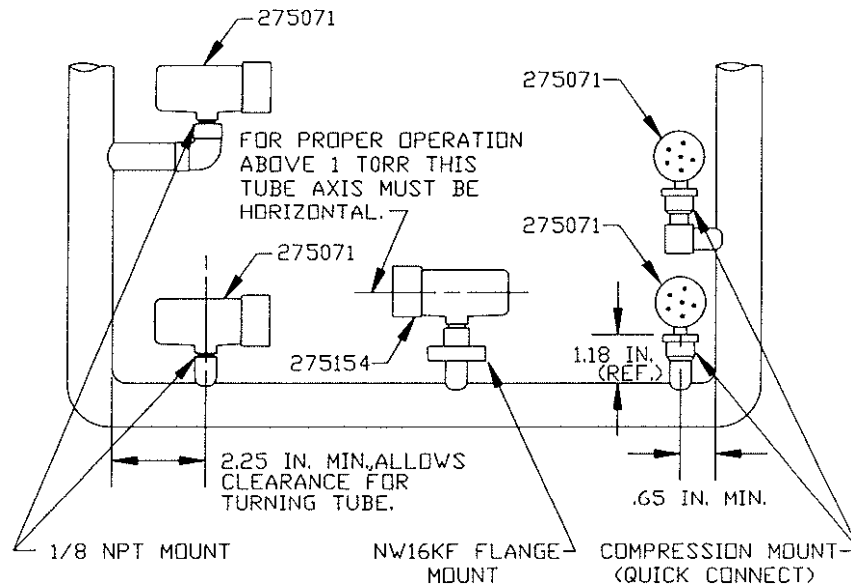 275071
275071
FOR PROPER OPERATION
ABOVE 1 TORR THIS
TUBE AXIS MUST BE
HORIZONTAL.
275071
275071
275154
1.18 IN.
(REF.)
2.25 IN. MIN.,ALLOWS
CLEARANCE FOR
TURNING TUBE.
.65 IN. MIN.
1/8 NPT MOUNT
NW16KF FLANGE
MOUNT
COMPRESSION MOUNT
(QUICK CONNECT)